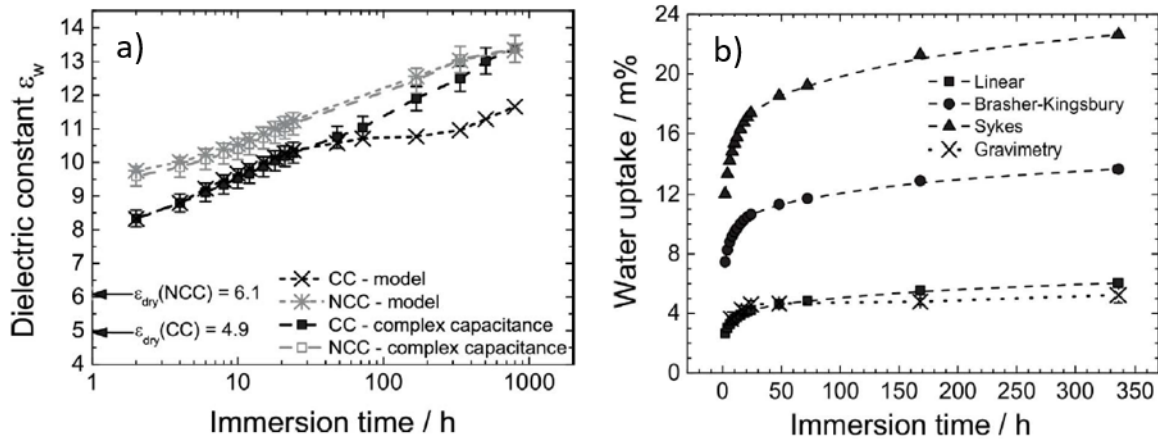 a)
Dielectric constant ε_w
14
13
12
11
10
9
8
7
6
5
4
ε_dry(NCC) = 6.1
ε_dry(CC) = 4.9
CC - model
NCC - model
CC - complex capacitance
NCC - complex capacitance
1 10 100 1000
Immersion time / h
b)
Water uptake / m%
24
20
16
12
8
4
0
Linear
Brasher-Kingsbury
Sykes
Gravimetry
0 50 100 150 200 250 300 350
Immersion time / h